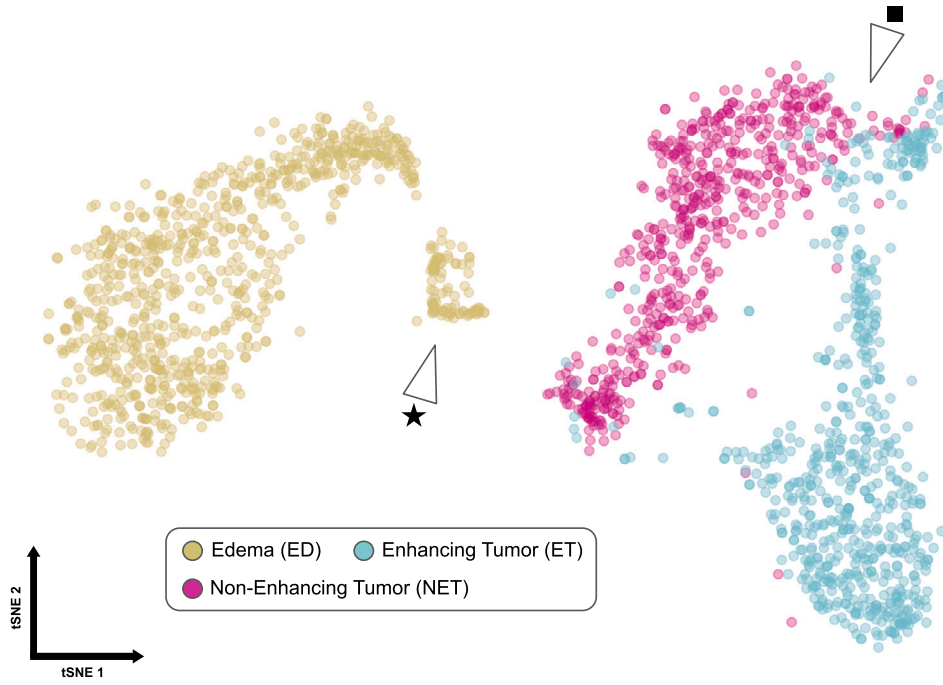 Edema (ED)
Enhancing Tumor (ET)
Non-Enhancing Tumor (NET)
tSNE 2
tSNE 1